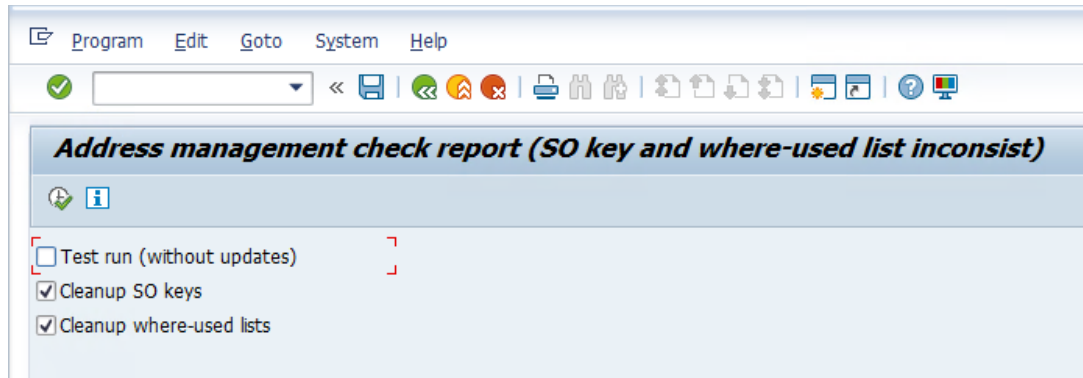 Program Edit Goto System Help
Address management check report (SO key and where-used list inconsist)
Test run (without updates)
Cleanup SO keys
Cleanup where-used lists